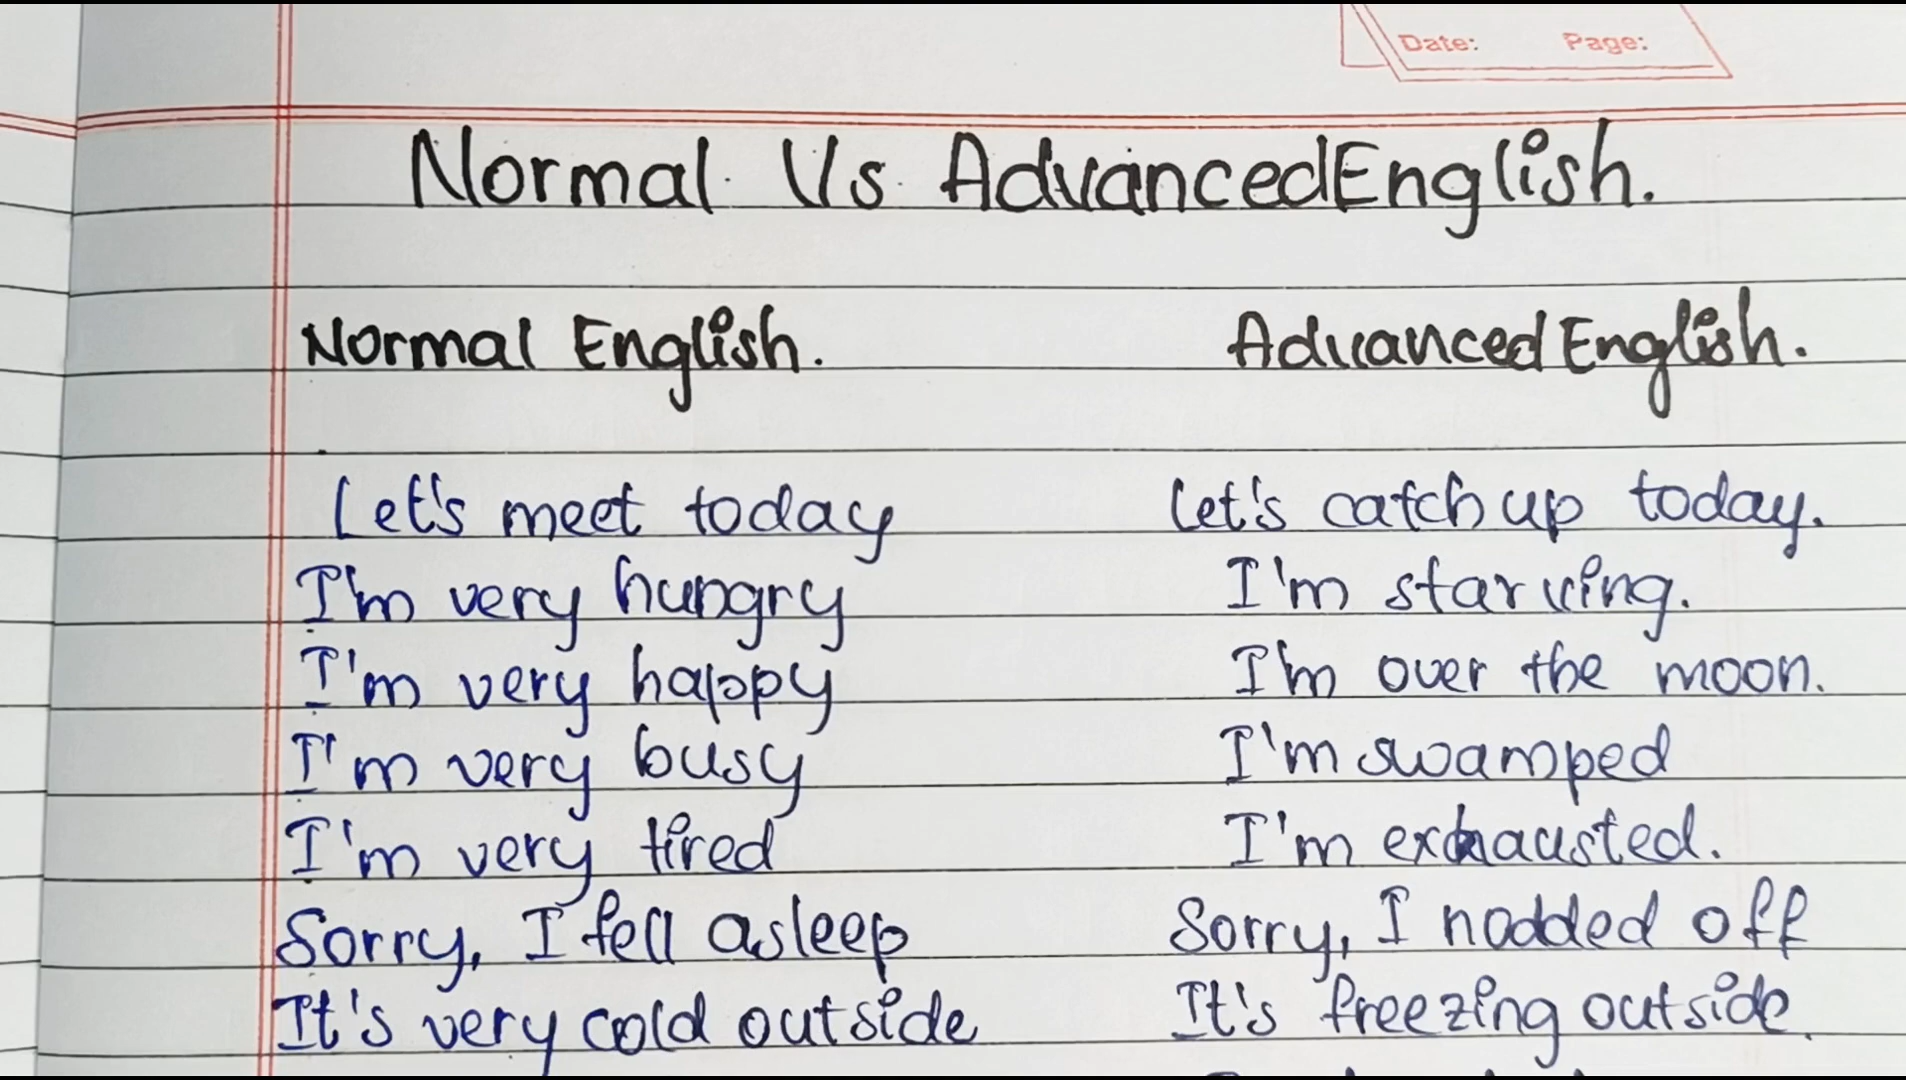 Date: Page:
Normal Vs AdvancedEnglish.
Normal English. Advanced English.
Let's meet today Let's catch up today.
I'm very hungry I'm starving.
I'm very happy I'm over the moon.
I'm very busy I'm swamped
I'm very tired I'm exhausted.
Sorry, I fell asleep Sorry, I nodded off
It's very cold outside It's freezing outside.